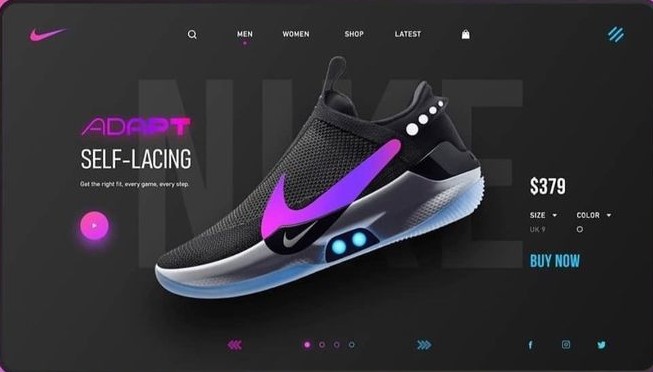 MEN
WOMEN
SHOP
LATEST
NIKE
ADAPT
SELF-LACING
Get the right fit, every game, every step.
$379
SIZE
COLOR
UK 9
BUY NOW